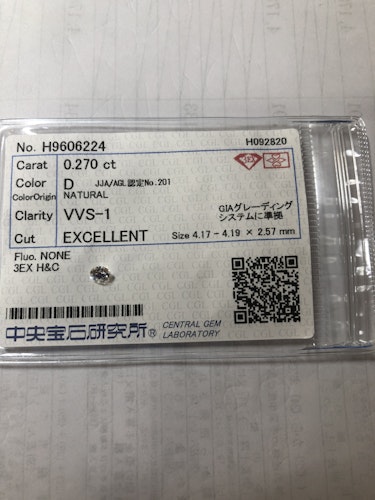 No. H9606224
H092820
Carat 0.270 ct
Color D JJA/AGL認定No.201
ColorOrigin NATURAL
Clarity VVS-1
GIAグレーディング
システムに準拠
Cut EXCELLENT Size 4.17 - 4.19 × 2.57 mm
Fluo. NONE
3EX H&C
中央宝石研究所® CENTRAL GEM
LABORATORY